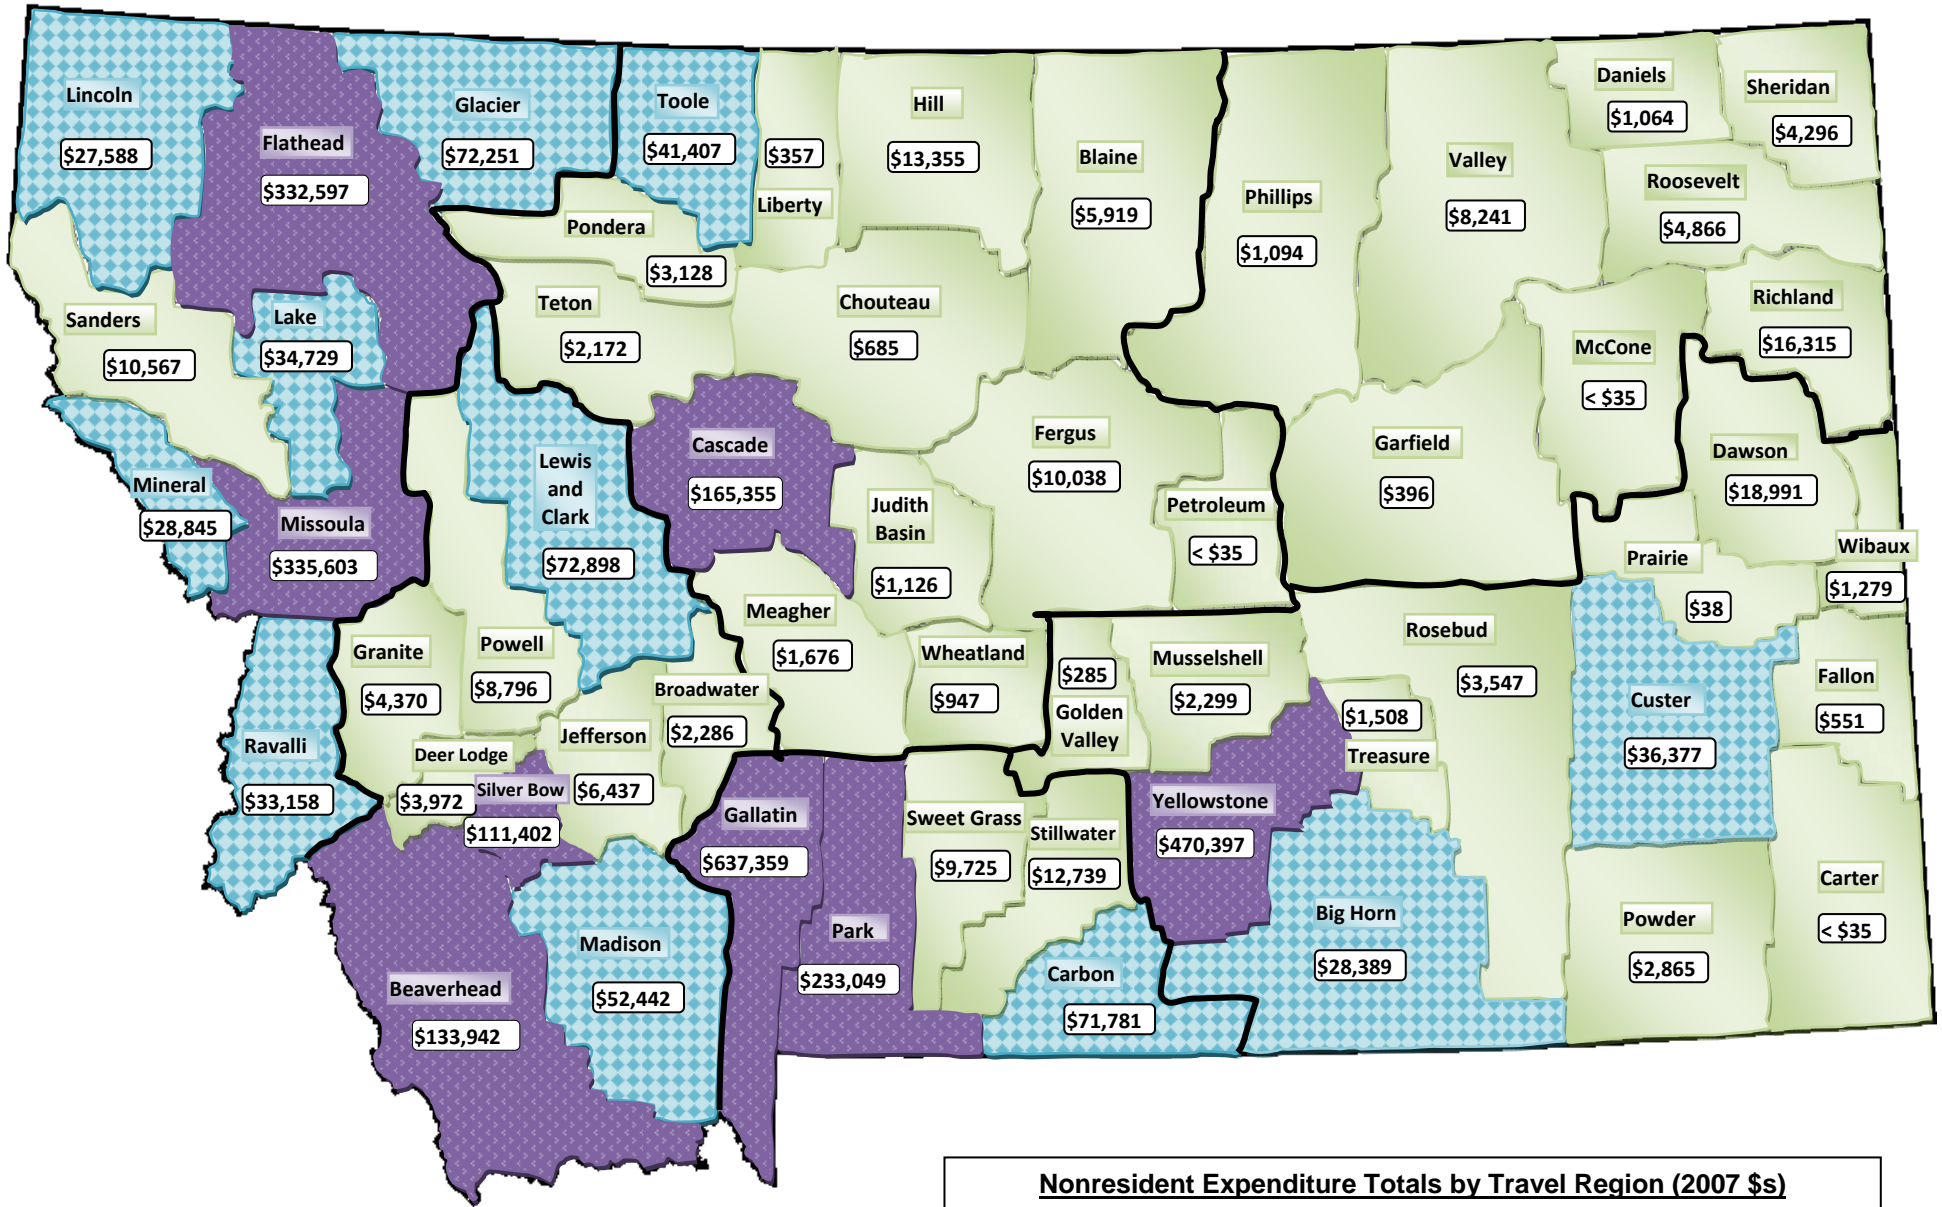 Lincoln
$27,588
Flathead
$332,597
Glacier
$72,251
Toole
$41,407
$357
Liberty
Hill
$13,355
Blaine
$5,919
Phillips
$1,094
Valley
$8,241
Daniels
$1,064
Sheridan
$4,296
Roosevelt
$4,866
Pondera
$3,128
Sanders
$10,567
Lake
$34,729
Teton
$2,172
Chouteau
$685
McCone
< $35
Richland
$16,315
Mineral
$28,845
Missoula
$335,603
Lewis
and
Clark
$72,898
Cascade
$165,355
Judith
Basin
$1,126
Fergus
$10,038
Petroleum
< $35
Garfield
$396
Dawson
$18,991
Prairie
$38
Wibaux
$1,279
Granite
$4,370
Powell
$8,796
Broadwater
$2,286
Meagher
$1,676
Wheatland
$947
$285
Golden
Valley
Musselshell
$2,299
Rosebud
$3,547
$1,508
Treasure
Custer
$36,377
Fallon
$551
Ravalli
$33,158
Deer Lodge
$3,972
Silver Bow
$111,402
Jefferson
$6,437
Gallatin
$637,359
Park
$233,049
Sweet Grass
$9,725
Stillwater
$12,739
Yellowstone
$470,397
Big Horn
$28,389
Powder
$2,865
Carter
< $35
Beaverhead
$133,942
Madison
$52,442
Carbon
$71,781
Nonresident Expenditure Totals by Travel Region (2007 $s)